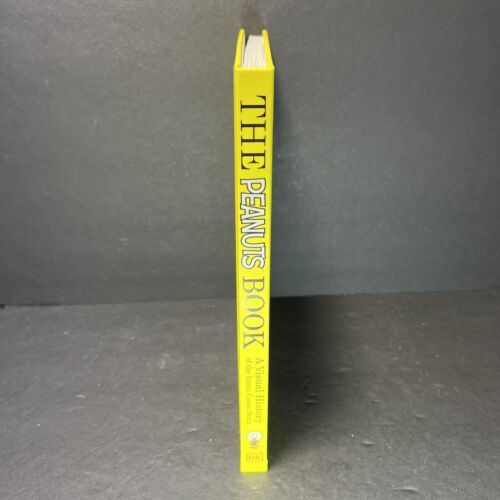 THE PEANUTS BOOK
A Visual History
of the Iconic Comic Strip
DK